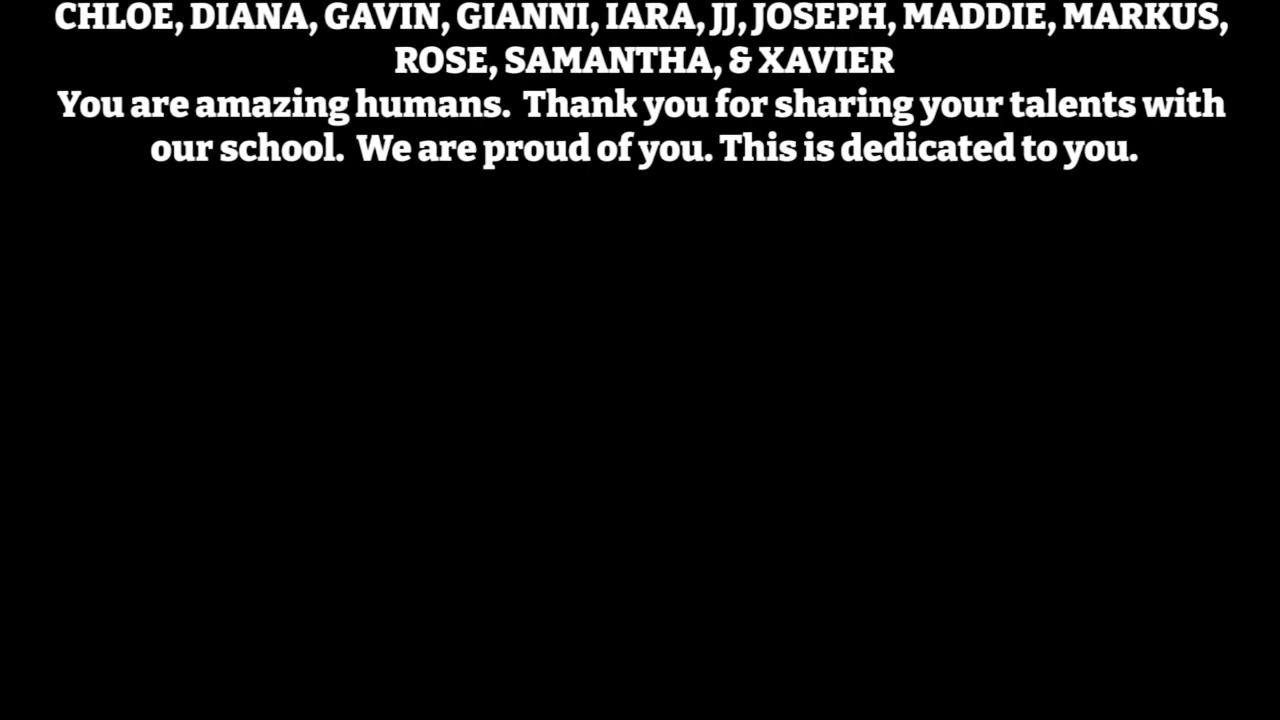 CHLOE, DIANA, GAVIN, GIANNI, IARA, JJ, JOSEPH, MADDIE, MARKUS,
ROSE, SAMANTHA, & XAVIER
You are amazing humans.  Thank you for sharing your talents with
our school.  We are proud of you. This is dedicated to you.